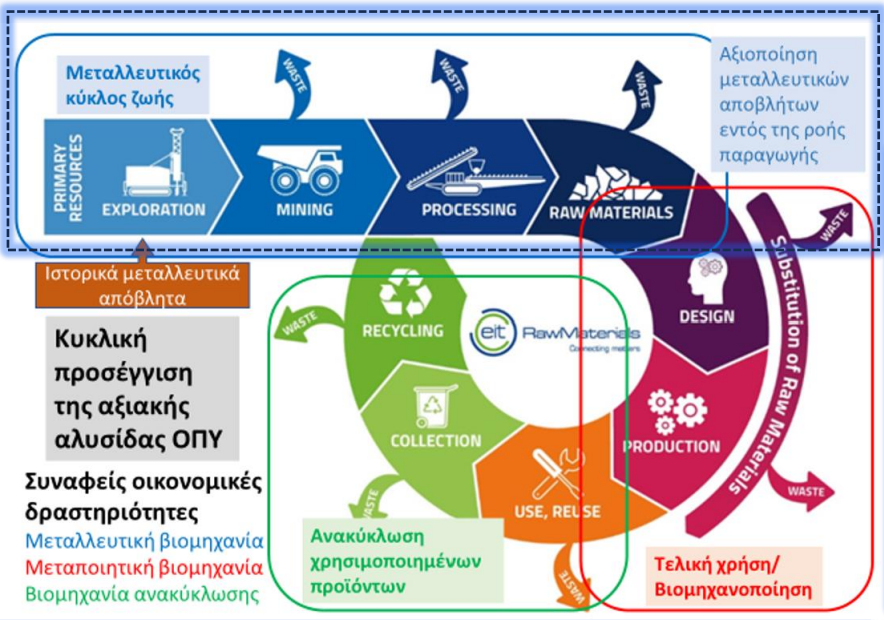 Μεταλλευτικός
κύκλος ζωής
WASTE
WASTE
WASTE
Αξιοποίηση
μεταλλευτικών
αποβλήτων
εντός της ροής
παραγωγής
PRIMARY
RESOURCES
EXPLORATION
MINING
PROCESSING
RAW MATERIALS
WASTE
Ιστορικά μεταλλευτικά
απόβλητα
Substitution of Raw Materials
DESIGN
WASTE
RECYCLING
eit RawMaterials
Connecting matters
Κυκλική
προσέγγιση
της αξιακής
αλυσίδας ΟΠΥ
COLLECTION
PRODUCTION
WASTE
WASTE
USE, REUSE
Συναφείς οικονομικές
δραστηριότητες
Μεταλλευτική βιομηχανία
Μεταποιητική βιομηχανία
Βιομηχανία ανακύκλωσης
Ανακύκλωση
χρησιμοποιημένων
προϊόντων
WASTE
Τελική χρήση/
Βιομηχανοποίηση